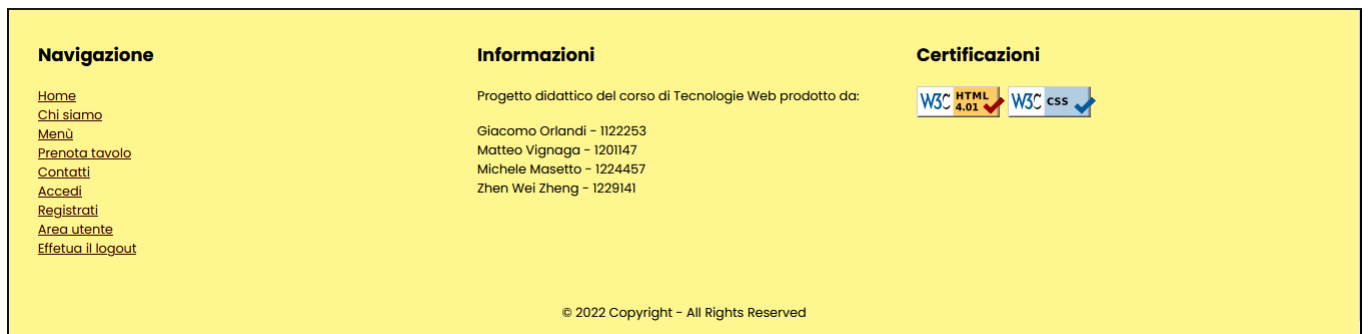 Navigazione
Home
Chi siamo
Menù
Prenota tavolo
Contatti
Accedi
Registrati
Area utente
Effetua il logout
Informazioni
Progetto didattico del corso di Tecnologie Web prodotto da:
Giacomo Orlandi - 1122253
Matteo Vignaga - 1201147
Michele Masetto - 1224457
Zhen Wei Zheng - 1229141
Certificazioni
W3C HTML 4.01
W3C css
© 2022 Copyright - All Rights Reserved